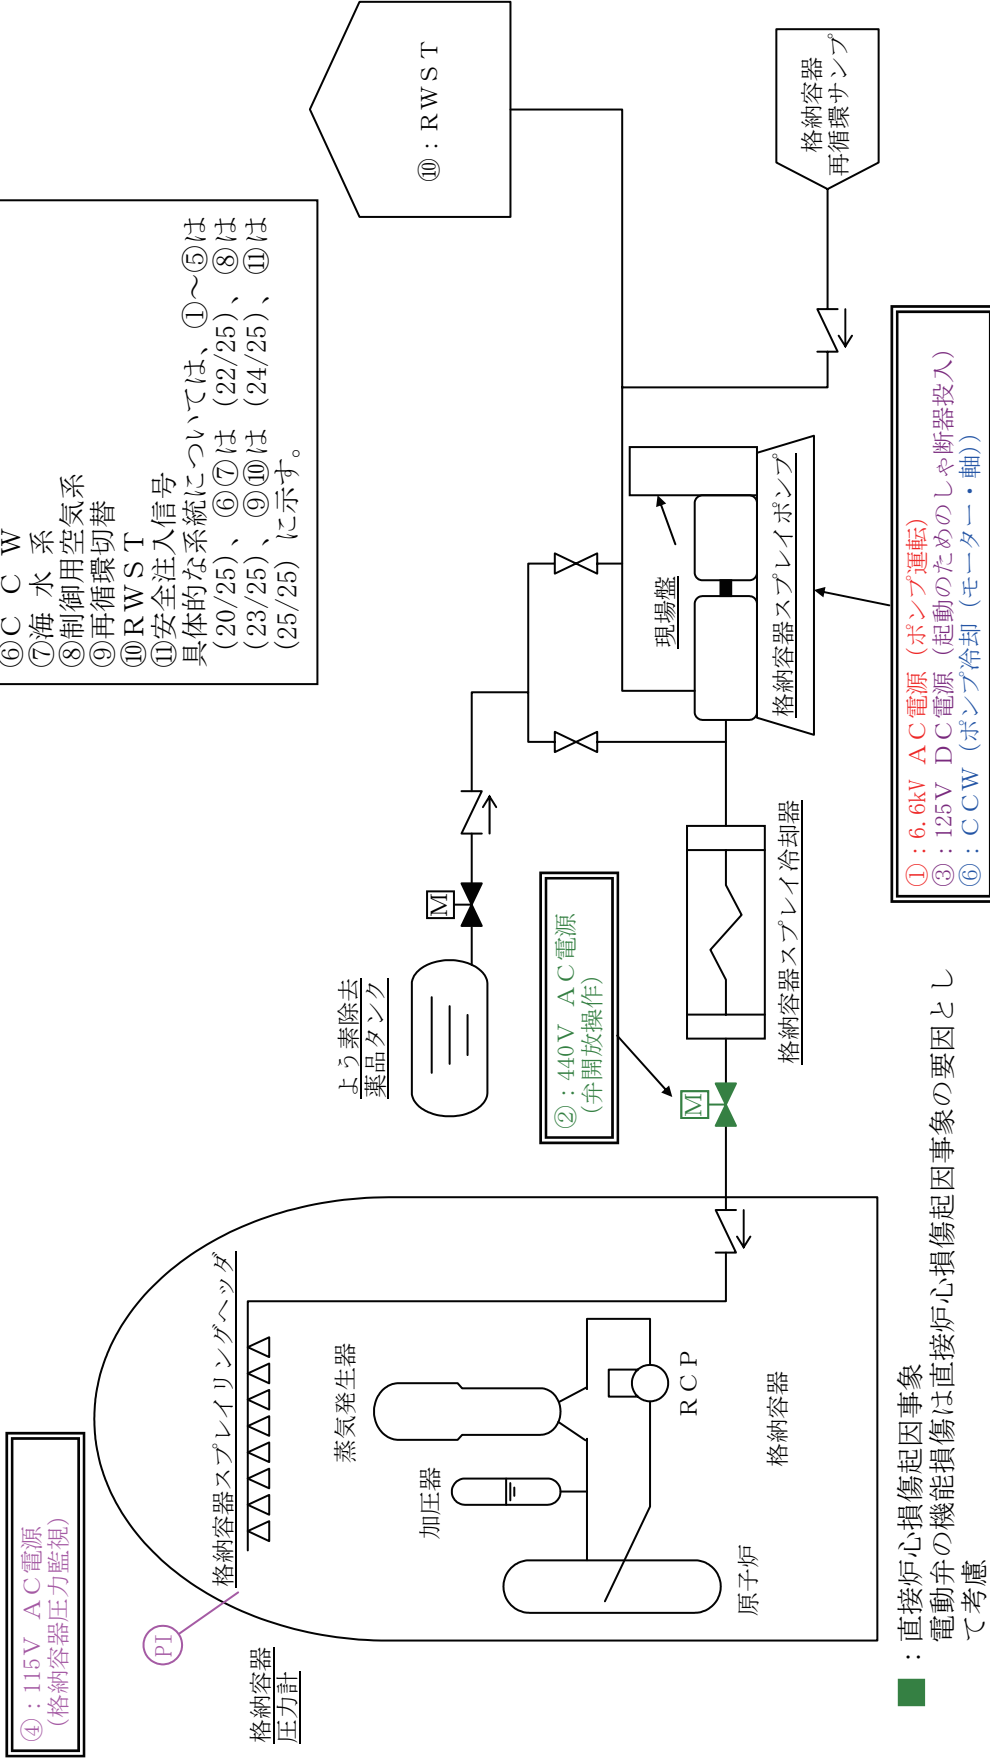 ④：115V AC電源
(格納容器圧力監視)
PI
格納容器
圧力計
格納容器スプレイリングヘッダ
蒸気発生器
加圧器
原子炉
RCP
格納容器
■：直接炉心損傷起因事象
電動弁の機能損傷は直接炉心損傷起因事象の要因とし
て考慮
よう素除去
薬品タンク
M
②：440V AC電源
(弁開放操作)
M
格納容器スプレイ冷却器
⑥CCW
⑦海水系
⑧制御用空気系
⑨再循環切替
⑩RWST
⑪安全注入信号
具体的な系統については、①～⑤は
(20/25)、⑥⑦は (22/25)、⑧は
(23/25)、⑨⑩は (24/25)、⑪は
(25/25) に示す。
現場盤
格納容器スプレイポンプ
①：6.6kV AC電源 (ポンプ運転)
③：125V DC電源 (起動のためのしゃ断器投入)
⑥：CCW (ポンプ冷却 (モーター・軸))
⑩：RWST
格納容器
再循環サンプ